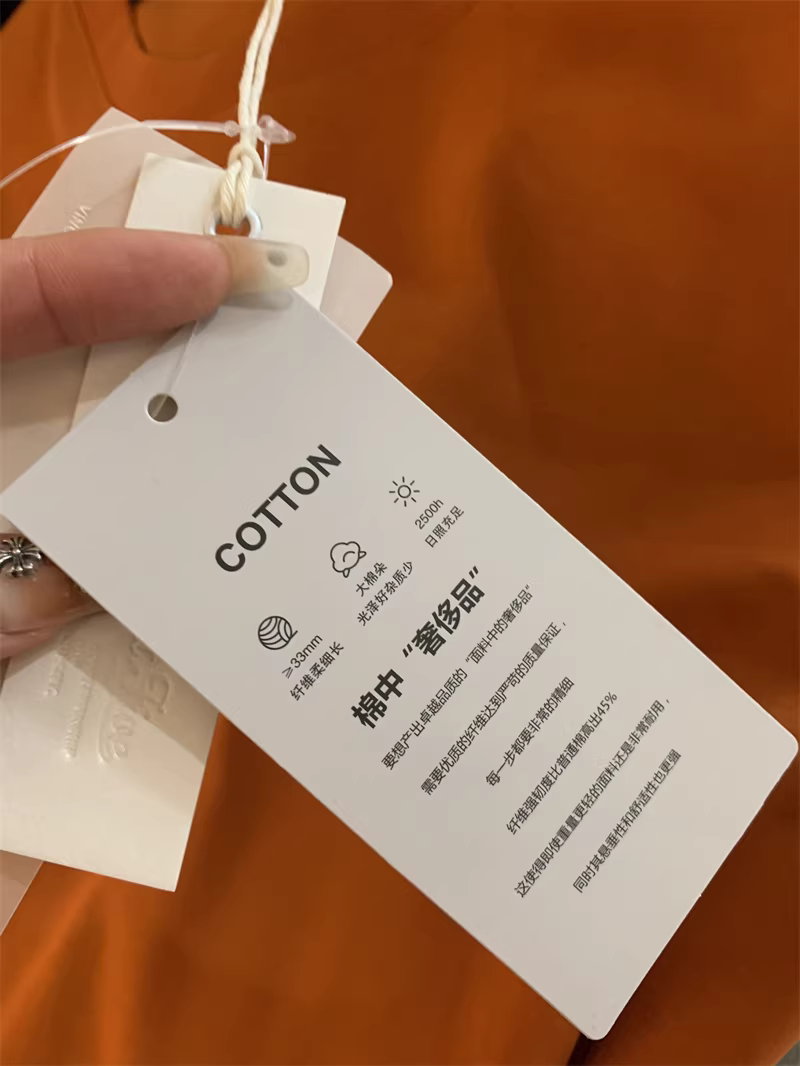 COTTON
≥33mm
纤维柔细长
大棉朵
光泽好杂质少
2500h
日照充足
棉中“奢侈品”
要想产出卓越品质的“面料中的奢侈品”
需要优质的纤维达到严苛的质量保证，
每一步都要非常的精细
纤维强韧度比普通棉高出45%
这使得即使重量更轻的面料还是非常耐用，
同时其悬垂性和舒适性也更强